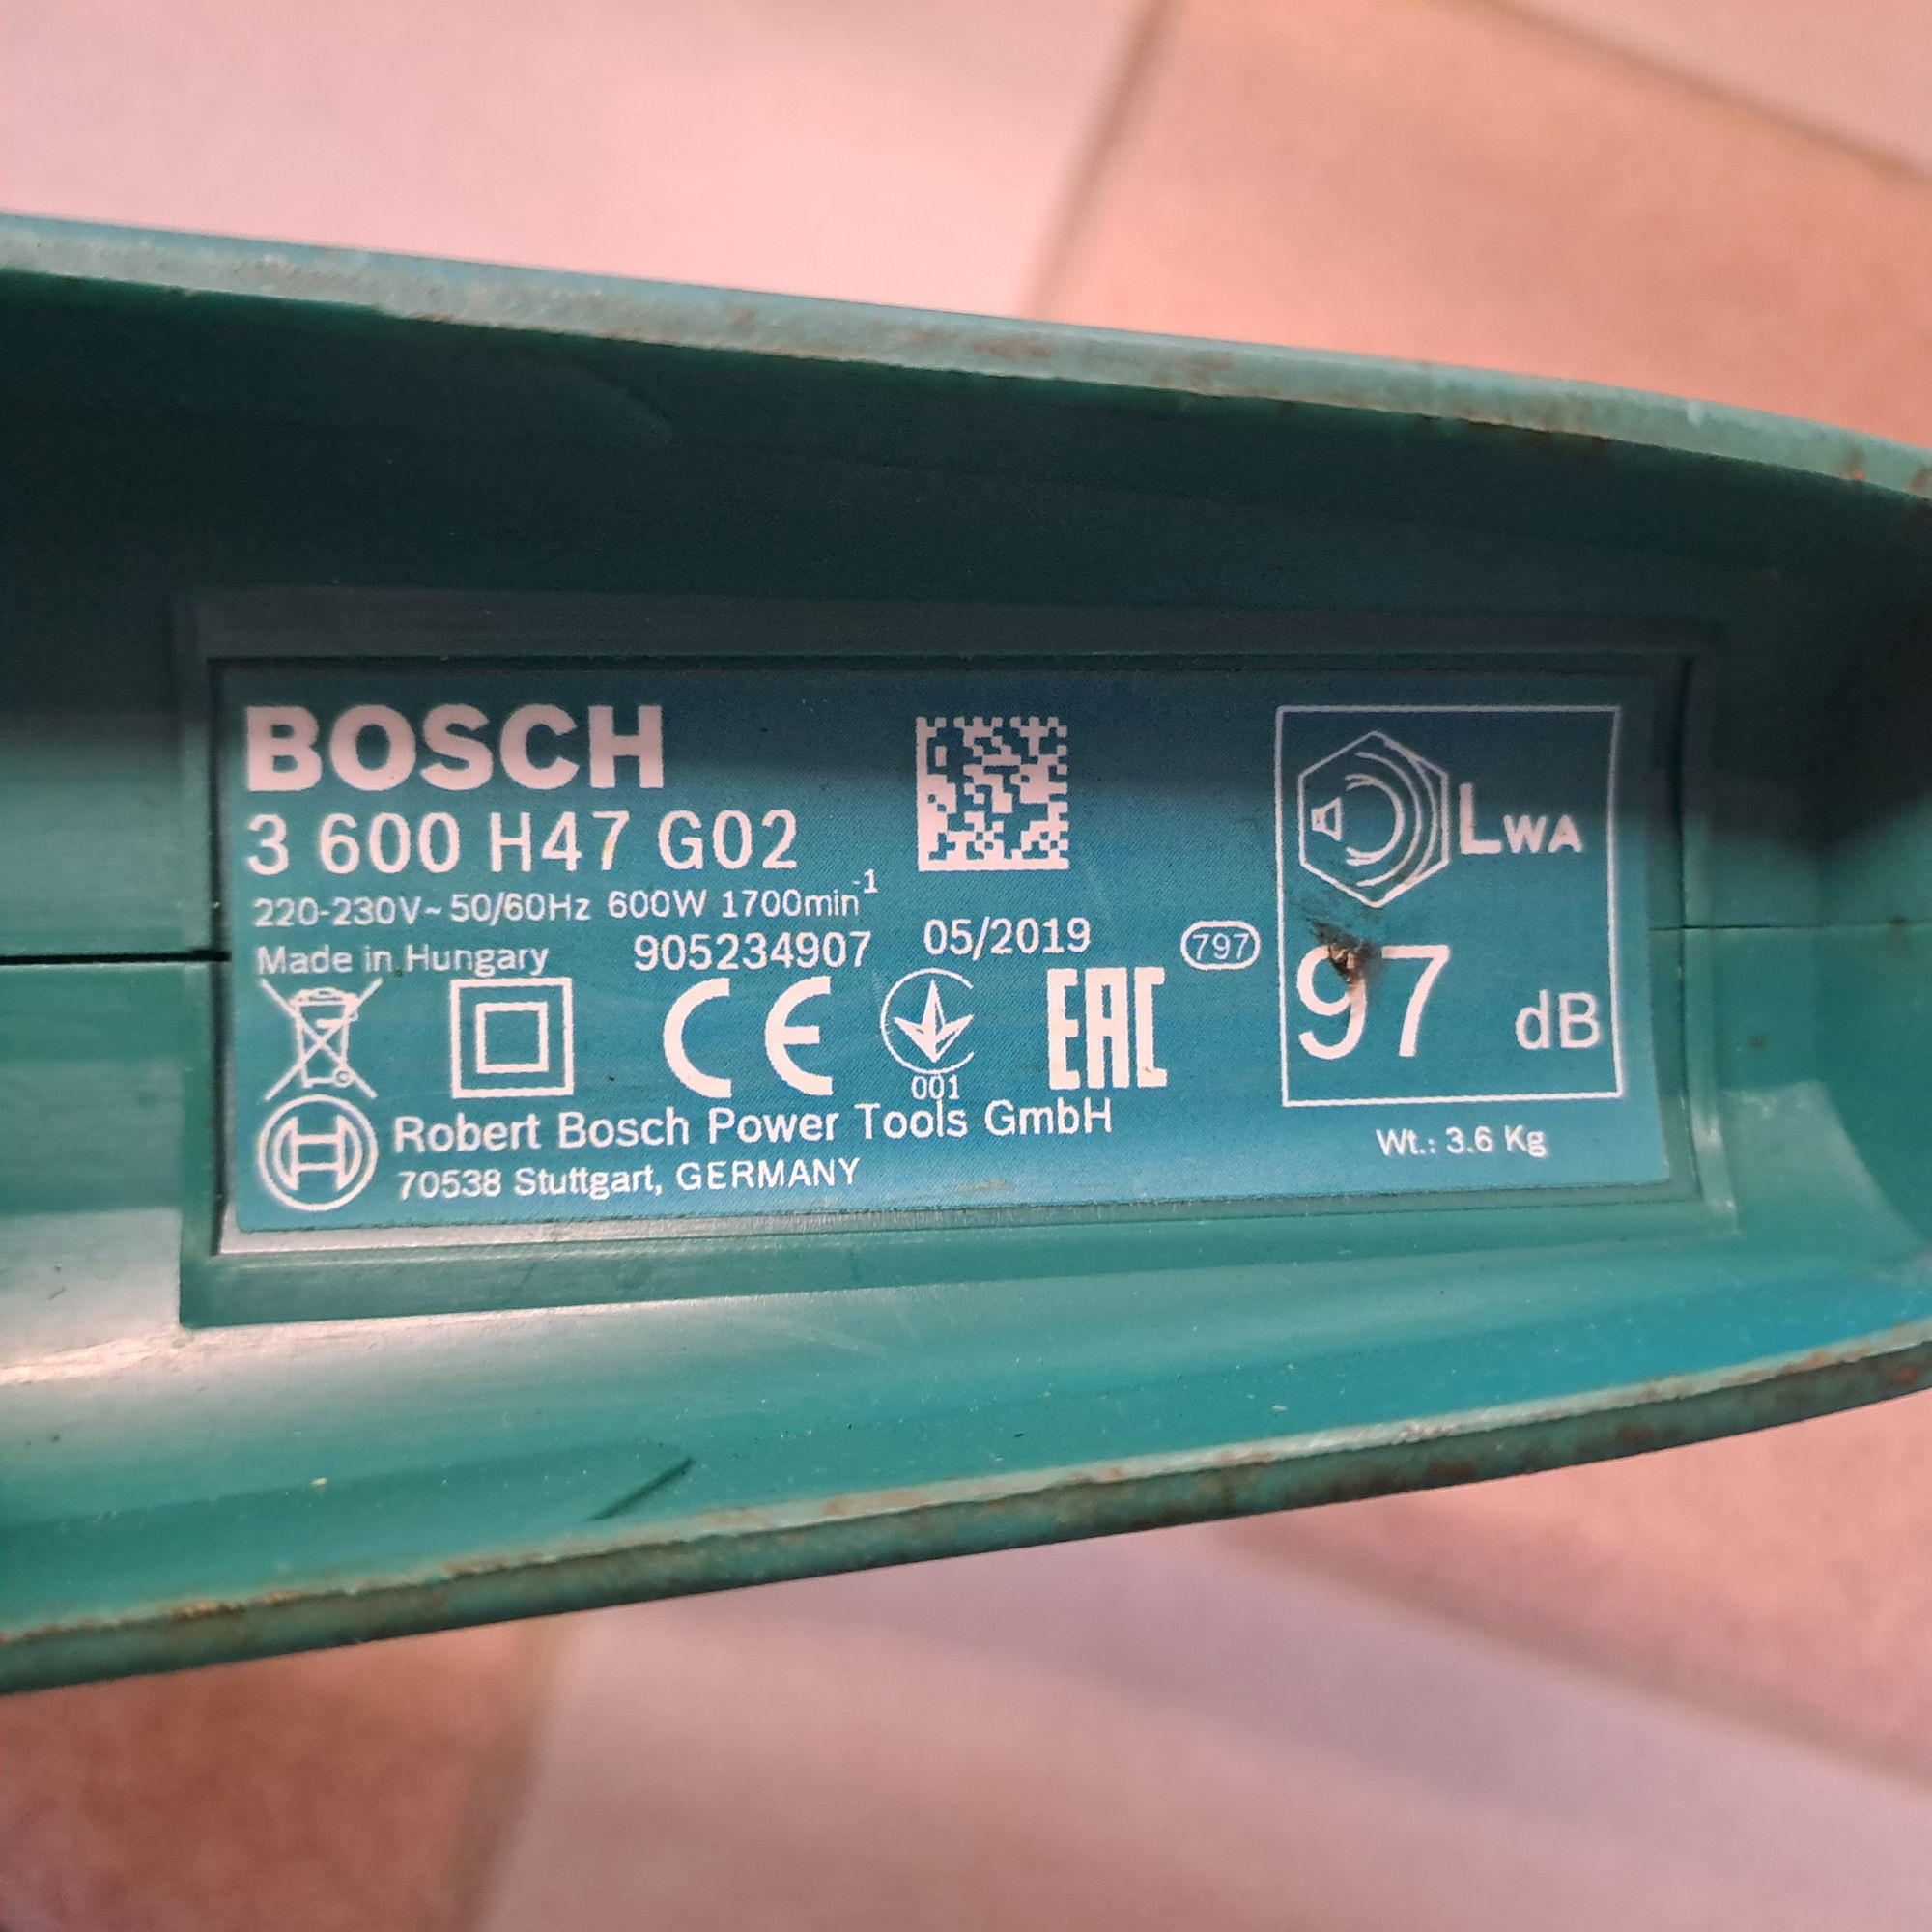 BOSCH
3 600 H47 G02
220-230V~ 50/60Hz 600W 1700min-1
Made in Hungary 905234907 05/2019 797
CE 001 EAC
Robert Bosch Power Tools GmbH
70538 Stuttgart, GERMANY
LWA
97 dB
Wt.: 3.6 Kg